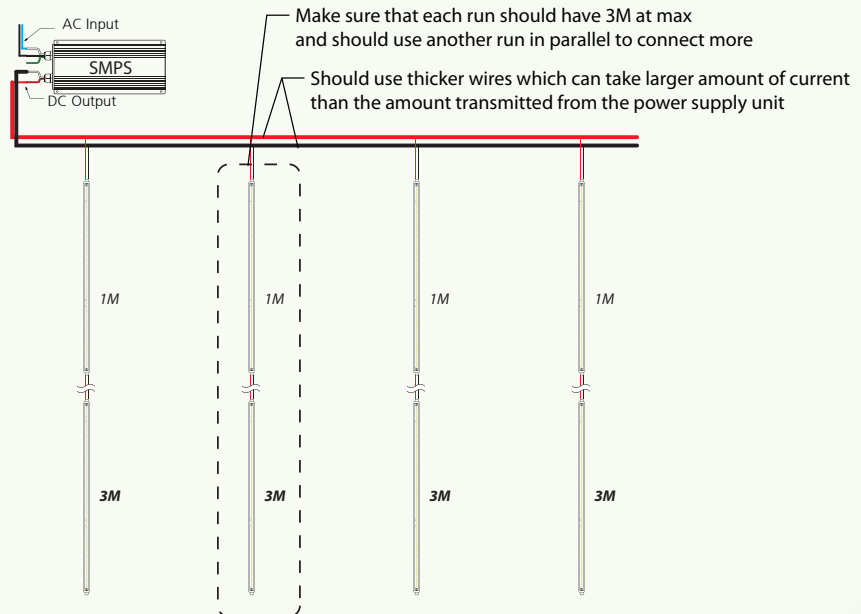 AC Input
SMPS
DC Output
Make sure that each run should have 3M at max
and should use another run in parallel to connect more
Should use thicker wires which can take larger amount of current
than the amount transmitted from the power supply unit
1M
1M
1M
1M
3M
3M
3M
3M